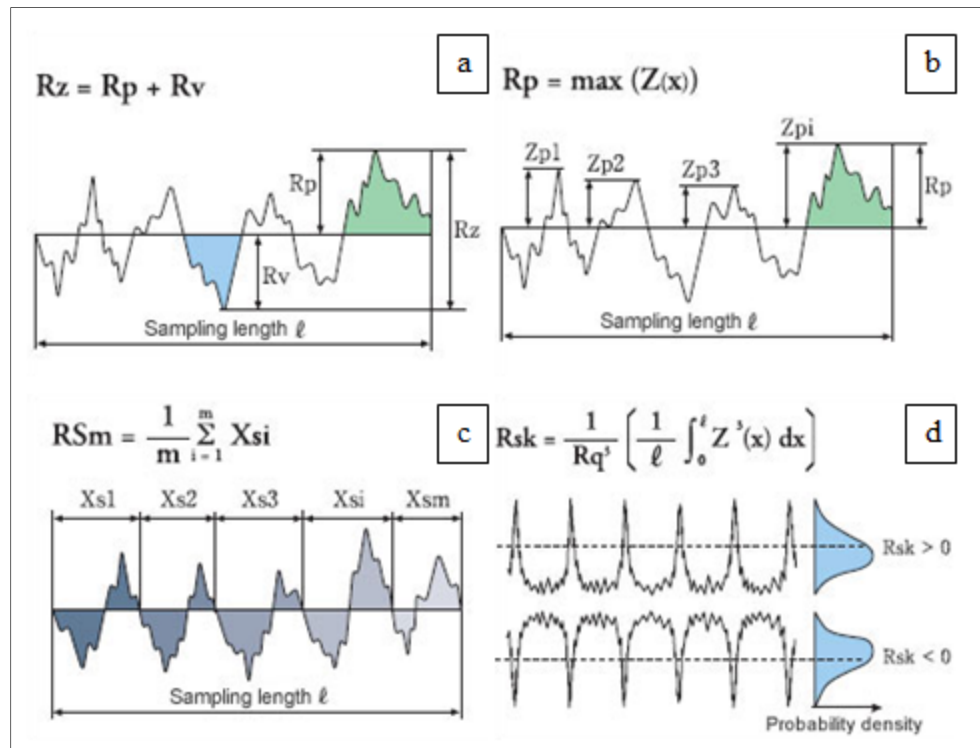 a
Rz = Rp + Rv
Rp
Rz
Rv
Sampling length ℓ
b
Rp = max (Z(x))
Zp1
Zp2
Zp3
Zpi
Rp
Sampling length ℓ
c
RSm = 1/m Σ i = 1 m Xsi
Xs1 Xs2 Xs3 Xsi Xsm
Sampling length ℓ
d
Rsk = 1/Rq³ [ 1/ℓ ∫₀ℓ Z³(x) dx ]
Rsk > 0
Rsk < 0
Probability density